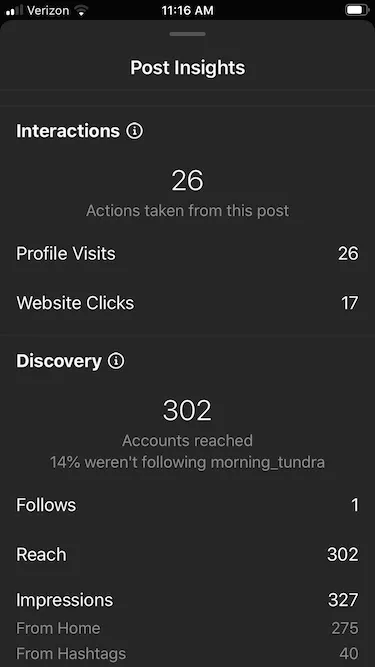 Verizon 11:16 AM
Post Insights
Interactions
26
Actions taken from this post
Profile Visits 26
Website Clicks 17
Discovery
302
Accounts reached
14% weren't following morning_tundra
Follows 1
Reach 302
Impressions 327
From Home 275
From Hashtags 40